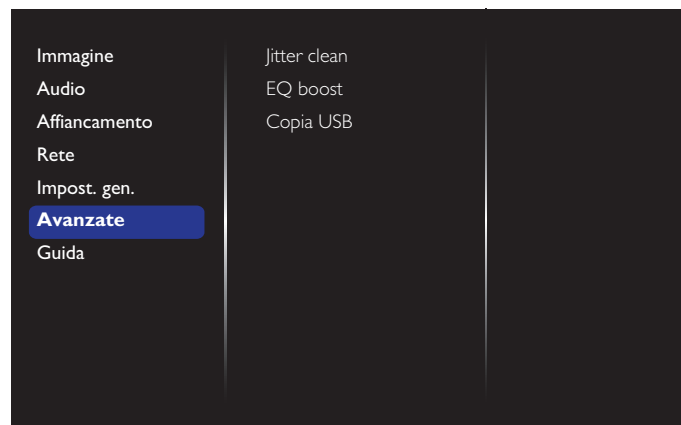 Immagine
Audio
Affiancamento
Rete
Impost. gen.
Avanzate
Guida
Jitter clean
EQ boost
Copia USB